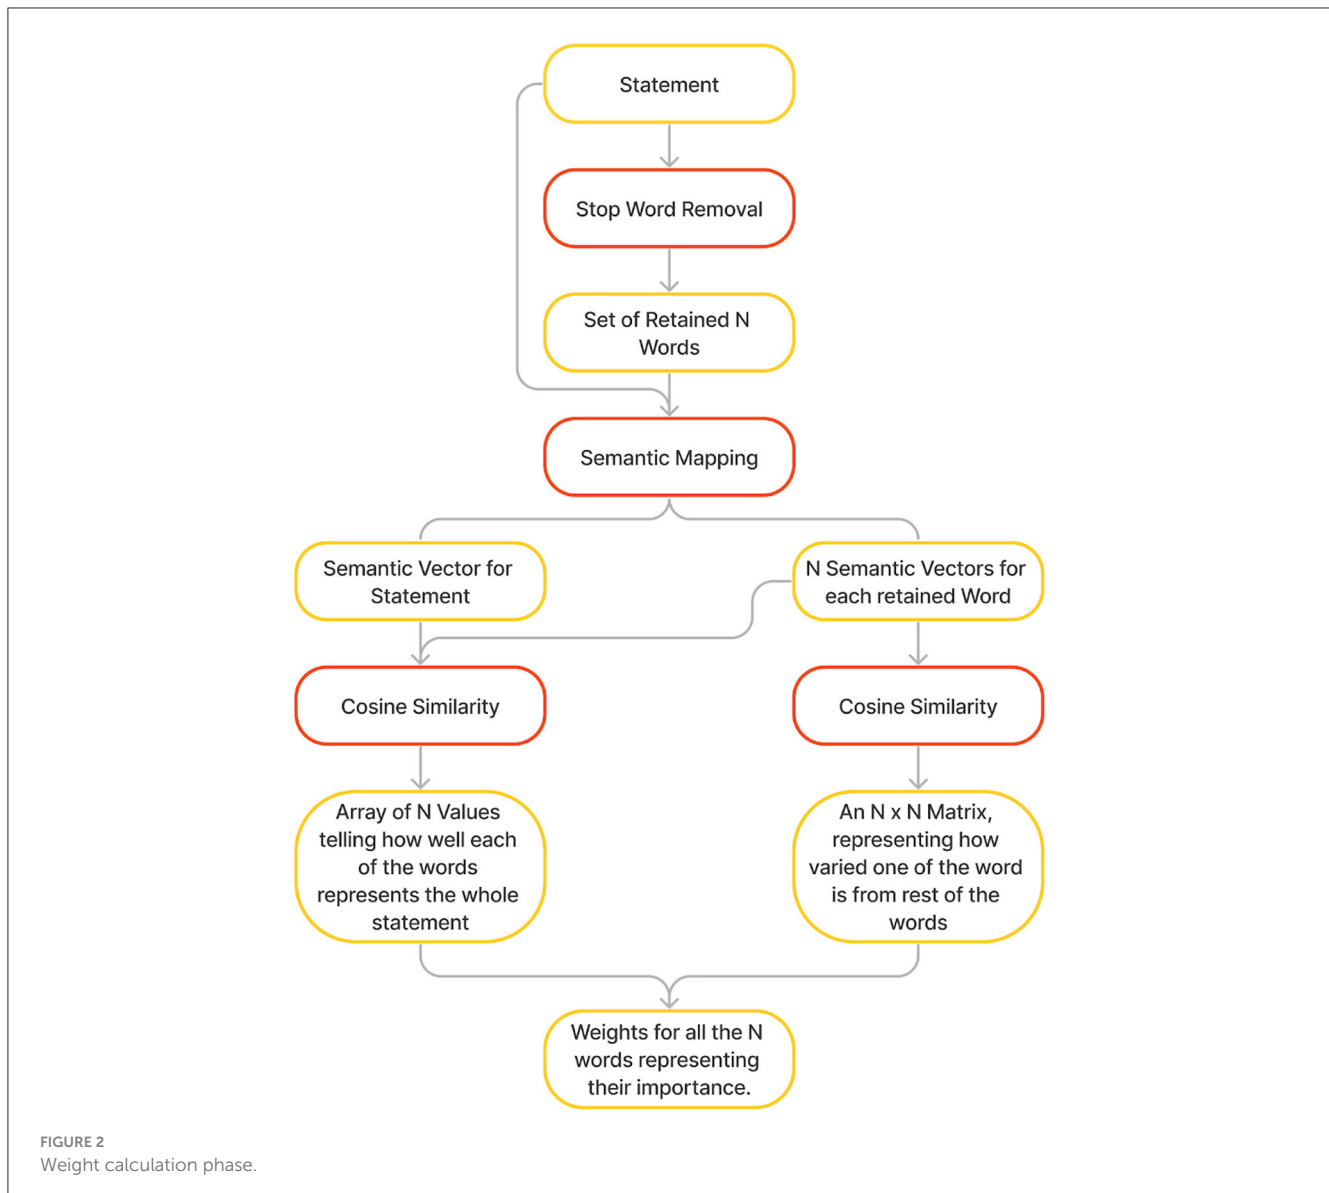 Statement
Stop Word Removal
Set of Retained N
Words
Semantic Mapping
Semantic Vector for
Statement
N Semantic Vectors for
each retained Word
Cosine Similarity
Cosine Similarity
Array of N Values
telling how well each
of the words
represents the whole
statement
An N x N Matrix,
representing how
varied one of the word
is from rest of the
words
Weights for all the N
words representing
their importance.
FIGURE 2
Weight calculation phase.